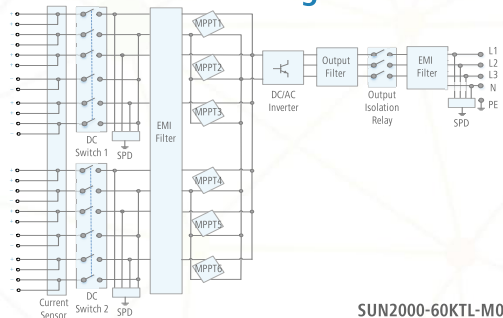 MPPT1
MPPT2
MPPT3
MPPT4
MPPT5
MPPT6
DC
Switch 1
SPD
EMI
Filter
DC/AC
Inverter
Output
Filter
Output
Isolation
Relay
EMI
Filter
L1
L2
L3
N
PE
SPD
Current
Sensor
DC
Switch 2
SPD
SUN2000-60KTL-M0